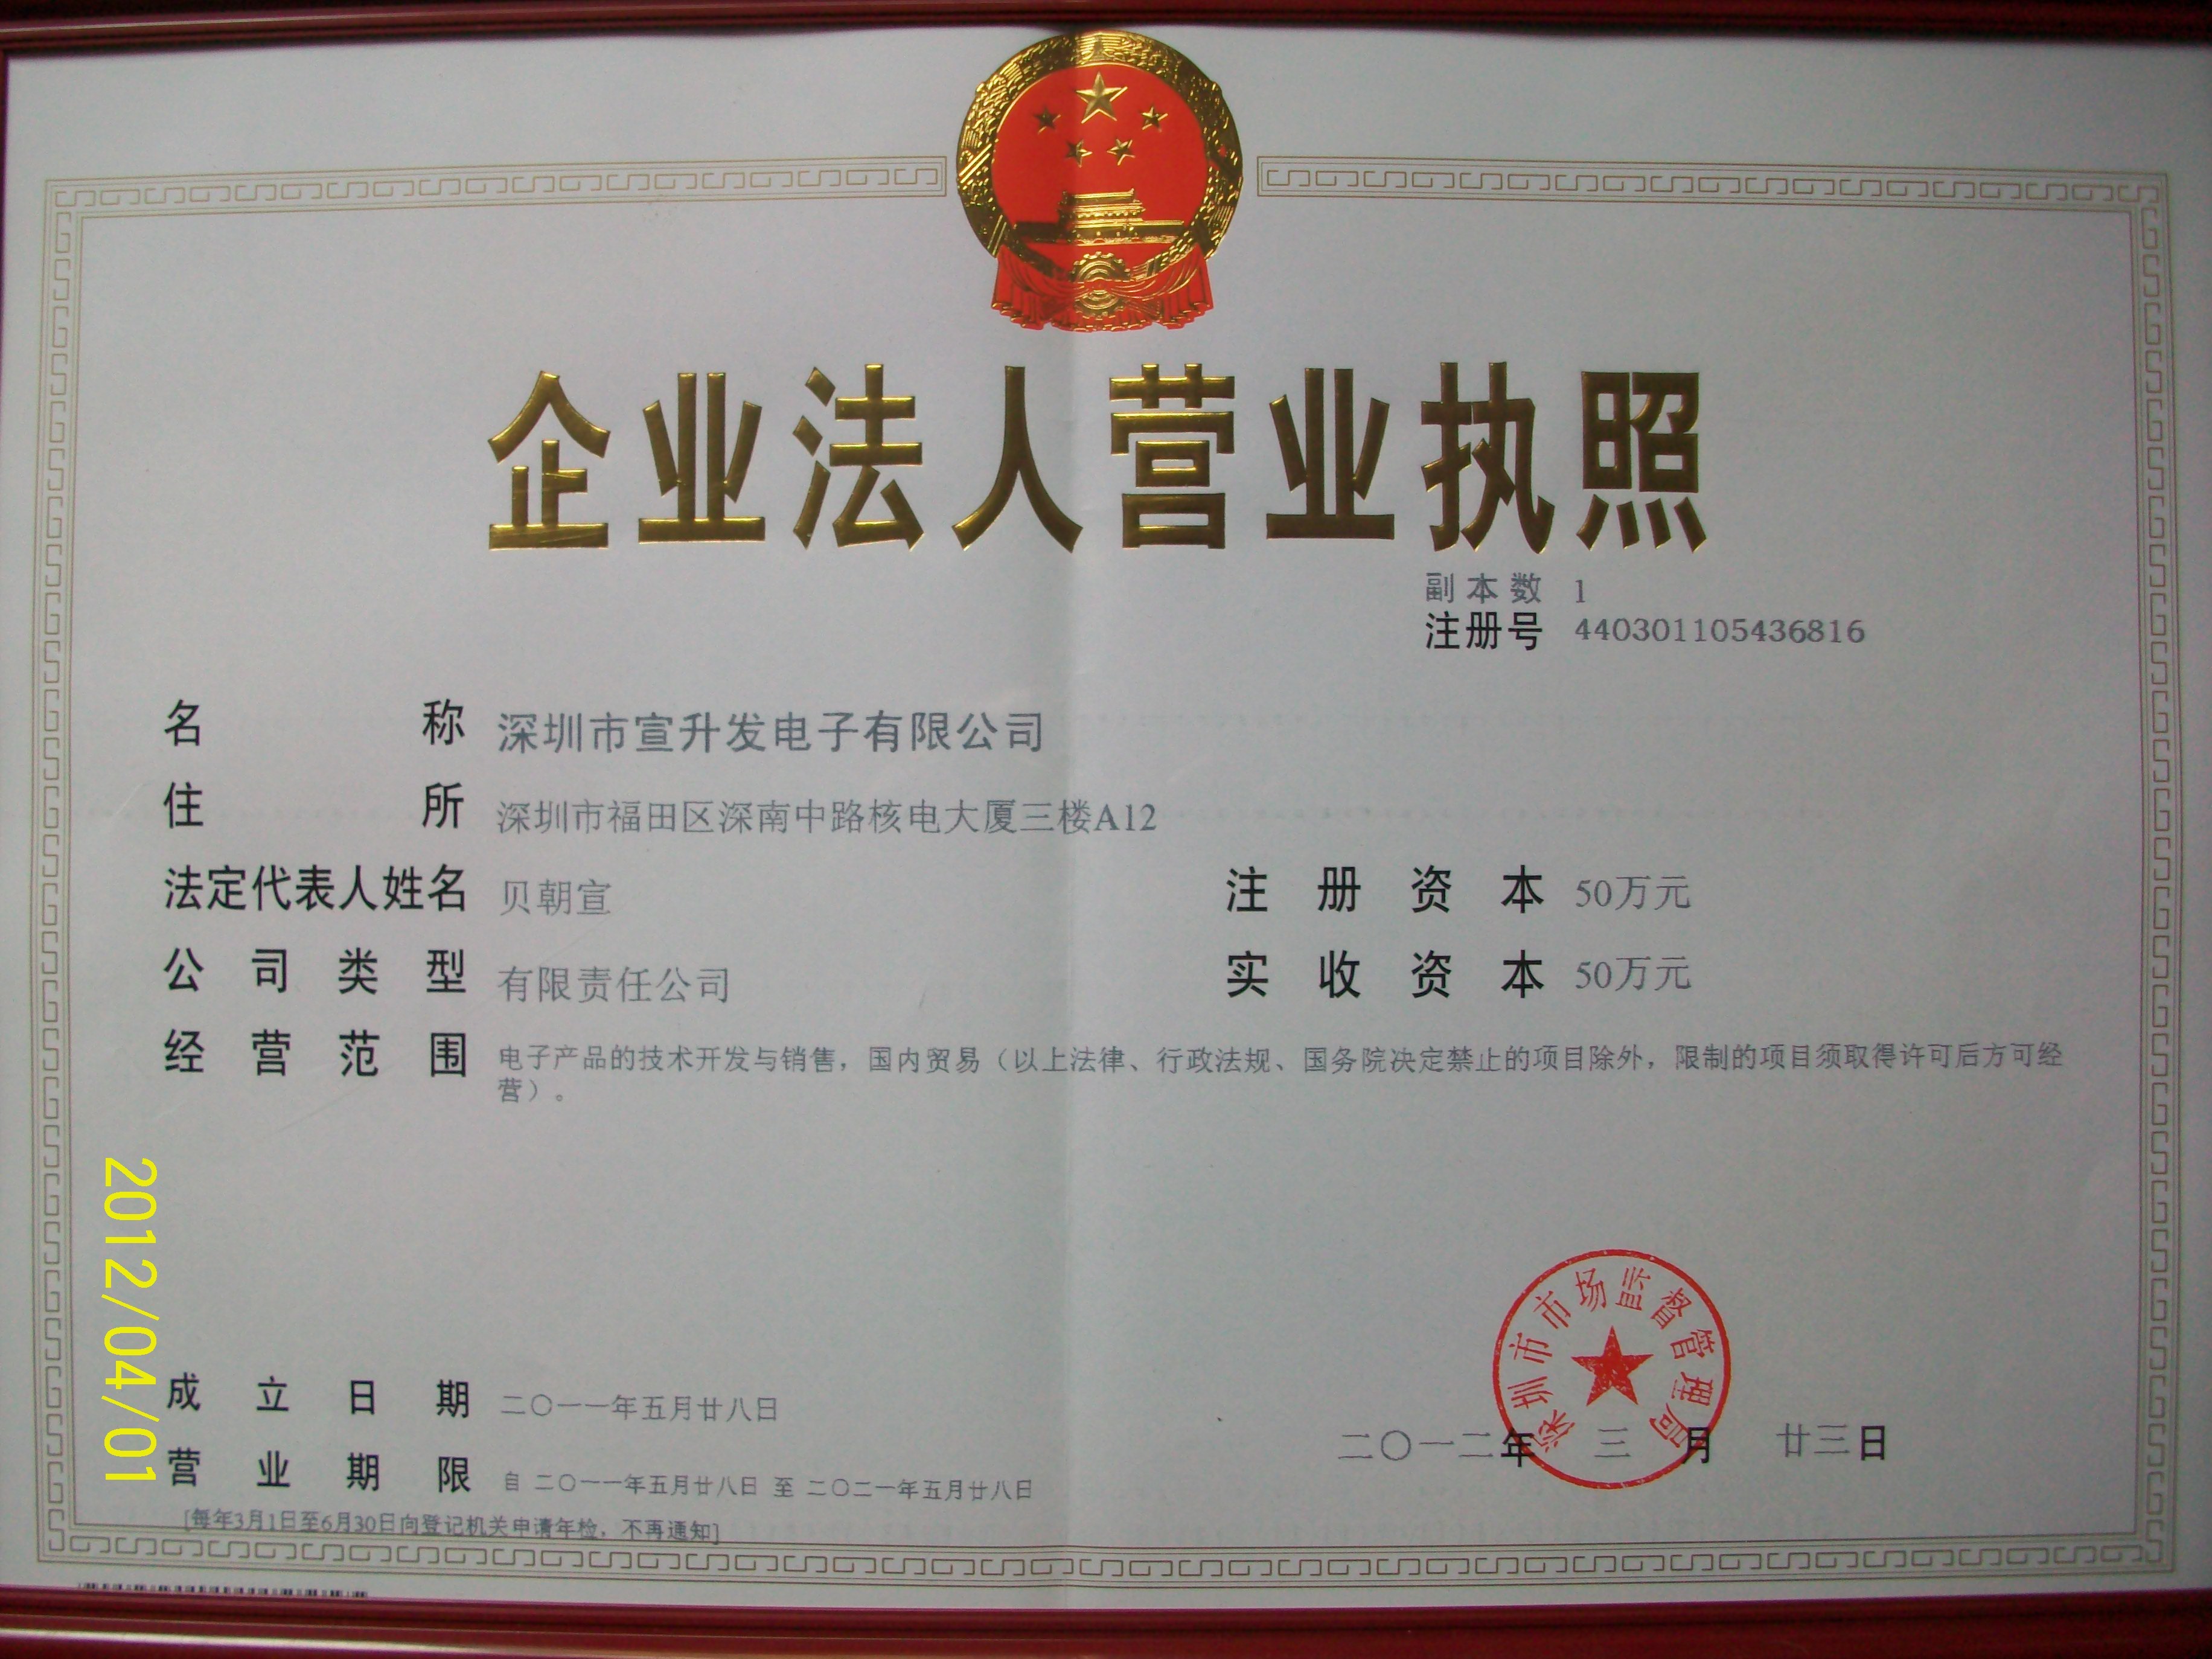 企业法人营业执照
副本数 1
注册号 440301105436816
名称 深圳市宣升发电子有限公司
住所 深圳市福田区深南中路核电大厦三楼A12
法定代表人姓名 贝朝宣 注册资本 50万元
公司类型 有限责任公司 实收资本 50万元
经营范围 电子产品的技术开发与销售，国内贸易（以上法律、行政法规、国务院决定禁止的项目除外，限制的项目须取得许可后方可经
营）。
深圳市市场监督管理局
成立日期 二〇一一年五月廿八日
二〇一二年 三月 廿三日
营业期限 自 二〇一一年五月廿八日 至 二〇二一年五月廿八日
[每年3月1日至6月30日向登记机关申请年检，不再通知]
2012/04/01